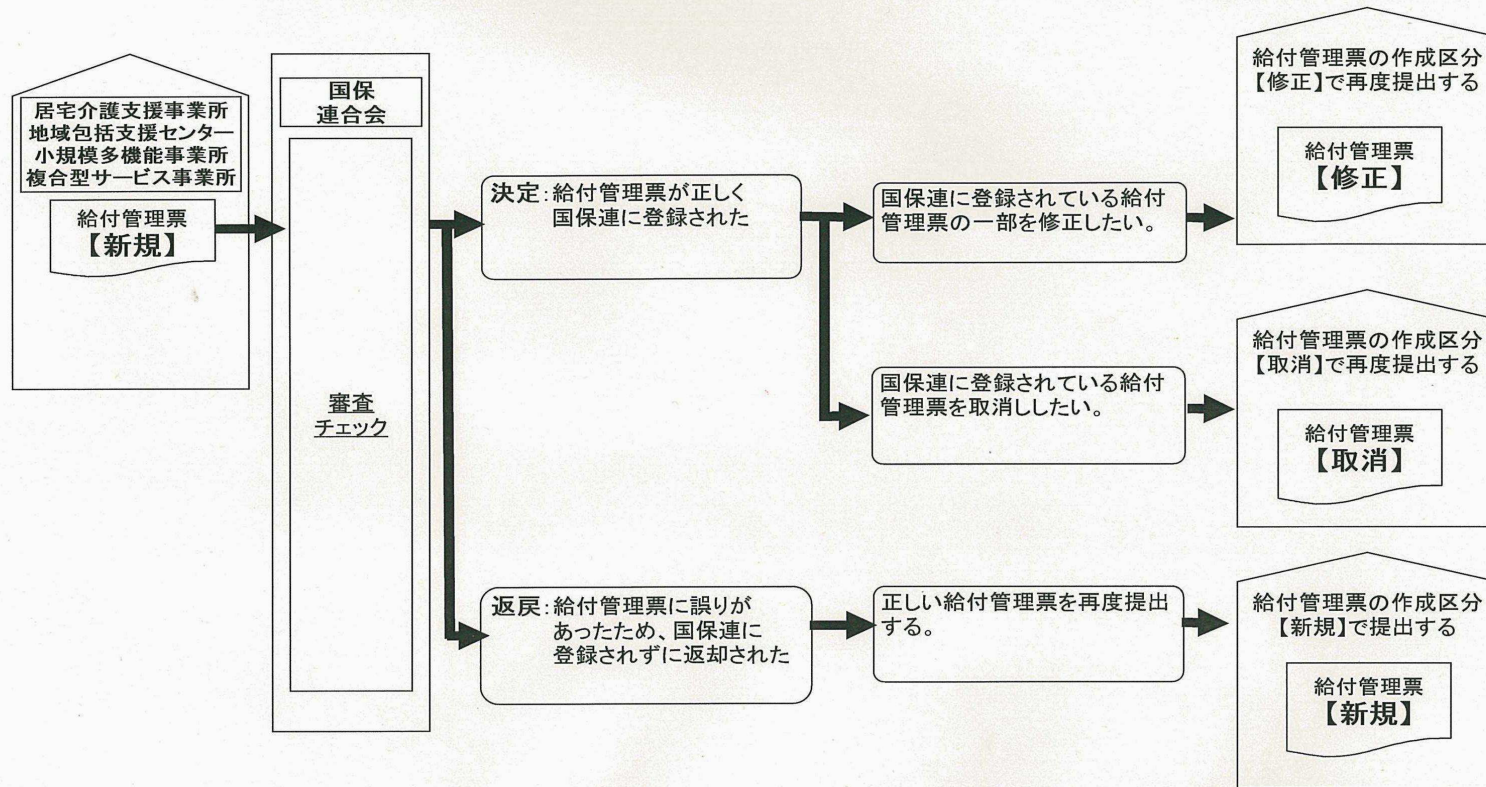 居宅介護支援事業所
地域包括支援センター
小規模多機能事業所
複合型サービス事業所
給付管理票
【新規】
国保
連合会
審査
チェック
決定:給付管理票が正しく
国保連に登録された
国保連に登録されている給付
管理票の一部を修正したい。
給付管理票の作成区分
【修正】で再度提出する
給付管理票
【修正】
国保連に登録されている給付
管理票を取消ししたい。
給付管理票の作成区分
【取消】で再度提出する
給付管理票
【取消】
返戻:給付管理票に誤りが
あったため、国保連に
登録されずに返却された
正しい給付管理票を再度提出
する。
給付管理票の作成区分
【新規】で提出する
給付管理票
【新規】